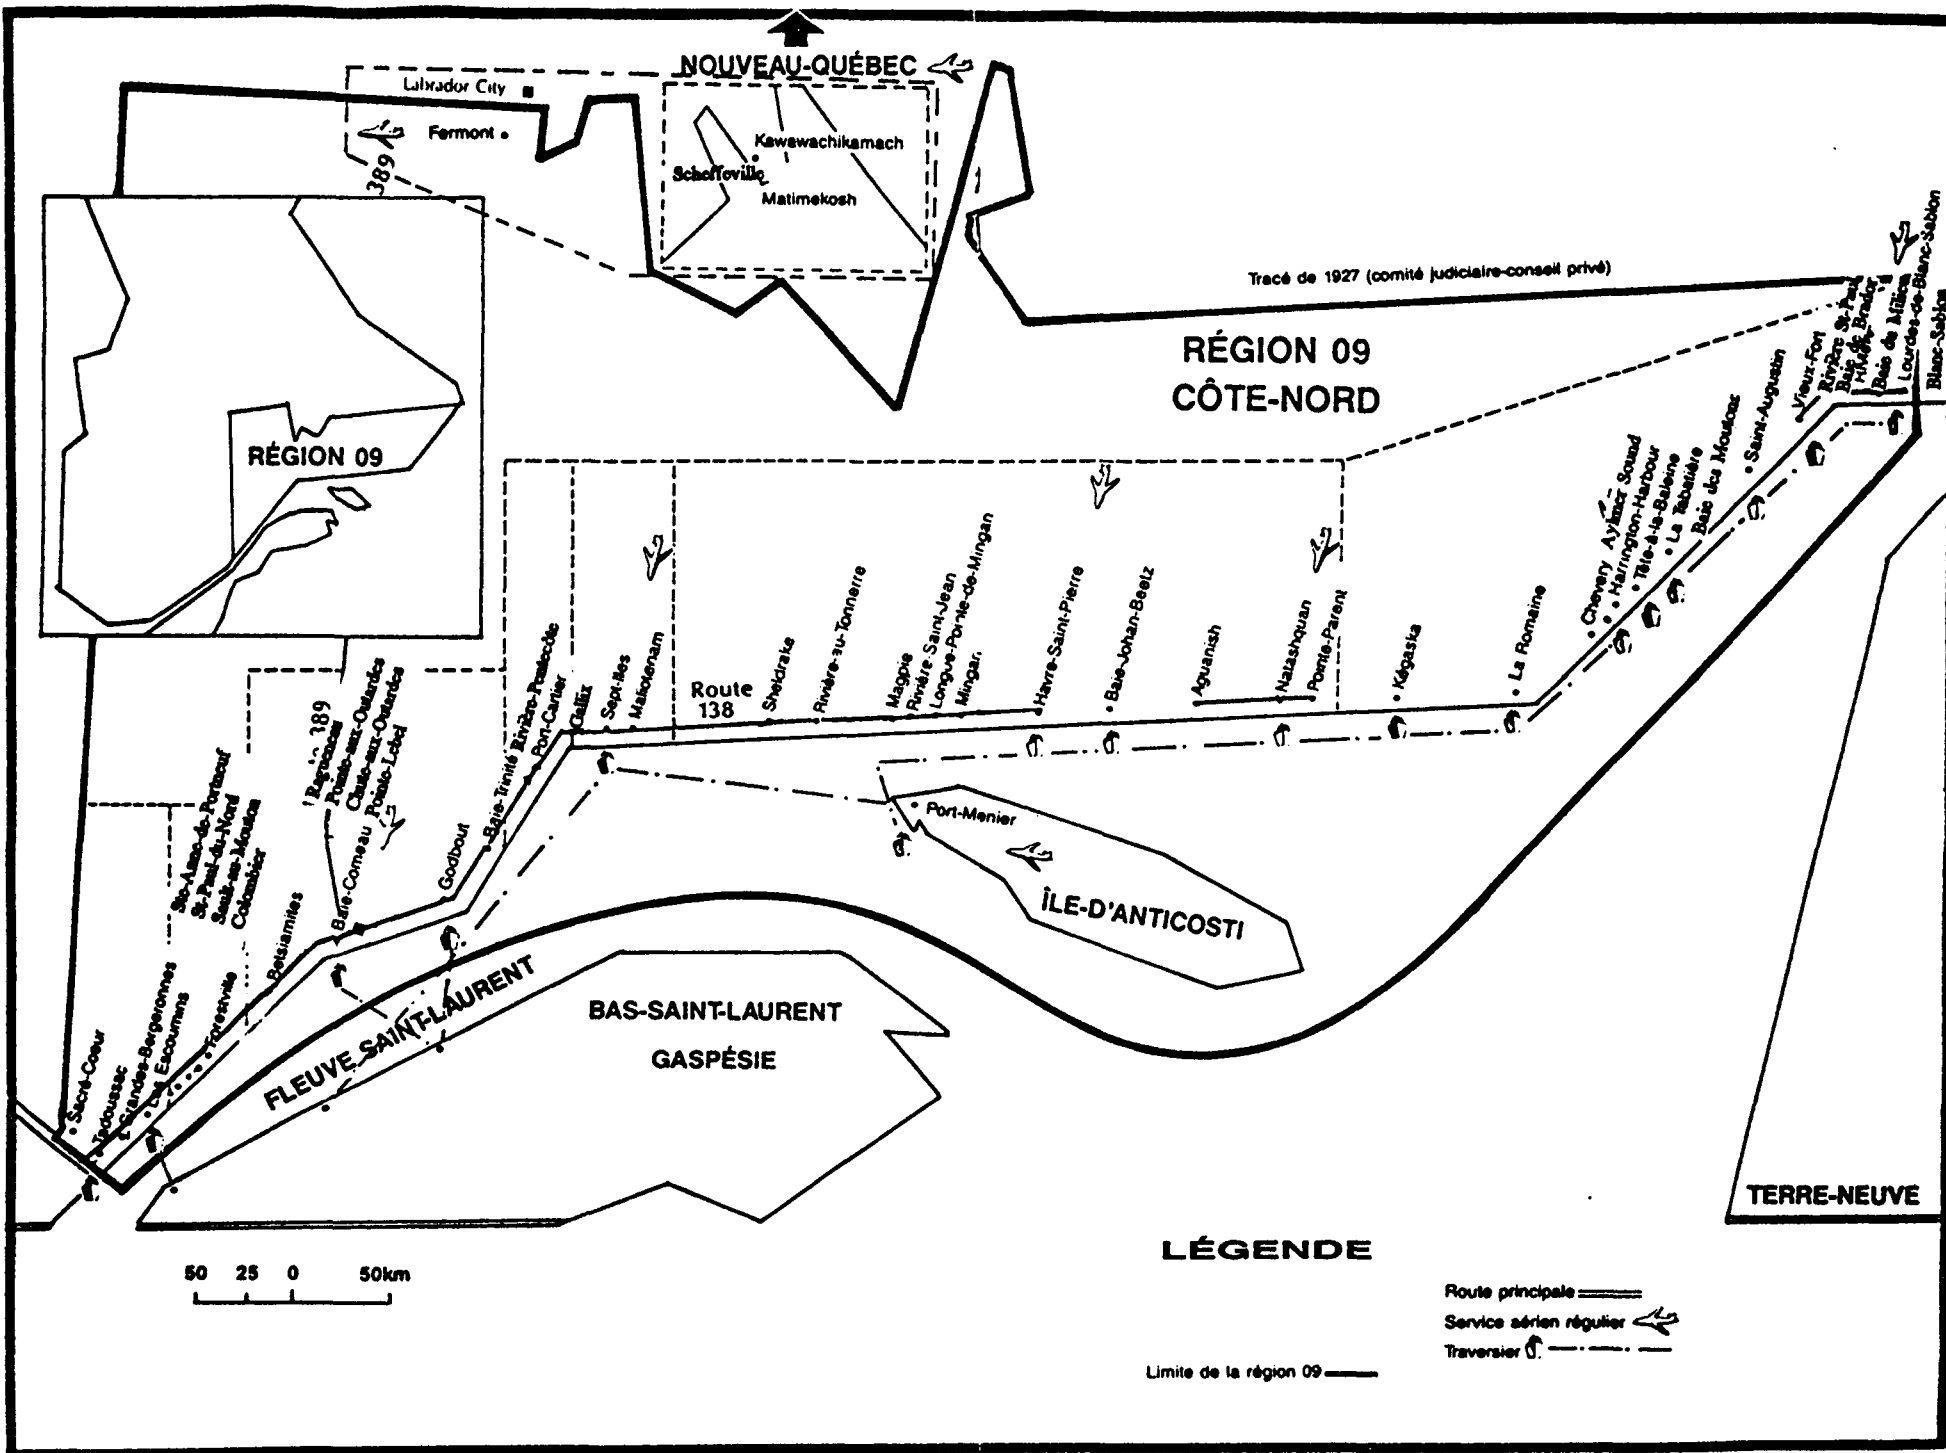 NOUVEAU-QUÉBEC
Labrador City
Fermont
389
Kawawachikamach
Schefferville
Matimekosh
Tracé de 1927 (comité judiciaire-conseil privé)
RÉGION 09
CÔTE-NORD
RÉGION 09
Route
138
389
Sacré-Coeur
Tadoussac
Grandes-Bergeronnes
Les Escoumins
Forestville
Ste-Anne-de-Portneuf
St-Paul-du-Nord
Sault-au-Mouton
Colombier
Betsiamites
Ragueneau
Pointe-aux-Outardes
Chute-aux-Outardes
Pointe-Lebel
Baie-Comeau
Godbout
Baie-Trinité
Rivière-Pentecôte
Port-Cartier
Gallix
Sept-Iles
Maliotenam
Sheldrake
Rivière-au-Tonnerre
Magpie
Rivière-Saint-Jean
Longue-Pointe-de-Mingan
Mingan
Havre-Saint-Pierre
Baie-Johan-Beetz
Aguanish
Natashquan
Pointe-Parent
Kégaska
La Romaine
Chevery
Aylmer Sound
Harrington-Harbour
Tête-à-la-Baleine
La Tabatière
Baie des Moutons
Saint-Augustin
Vieux-Fort
Rivière St-Paul
Baie de Brador
Baie de Milieu
Lourdes-de-Blanc-Sablon
Blanc-Sablon
Port-Menier
ÎLE-D'ANTICOSTI
FLEUVE SAINT-LAURENT
BAS-SAINT-LAURENT
GASPÉSIE
TERRE-NEUVE
50 25 0 50km
LÉGENDE
Route principale
Service aérien régulier
Traversier
Limite de la région 09